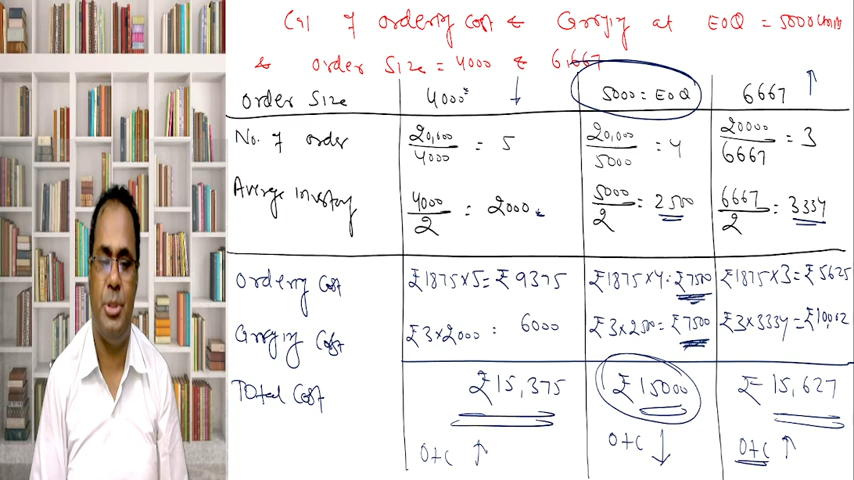 Cal of ordering cost & Carrying at EOQ = 5000 units
& order size = 4000 & 61667
order size 4000 ↓ 5000 = EOQ 6667 ↑
No. of order 20,000/4000 = 5 20,000/5000 = 4 20000/6667 = 3
Average inventory 4000/2 = 2000 5000/2 = 2500 6667/2 = 3334
Ordering Cost ₹1875×5 = ₹9375 ₹1875×4 = ₹7500 ₹1875×3 = ₹5625
Carrying Cost ₹3×2000 = 6000 ₹3×2500 = ₹7500 ₹3×3334 = ₹10,002
Total Cost ₹15,375 ₹15000 ₹15,627
O+C ↑ O+C ↓ O+C ↑